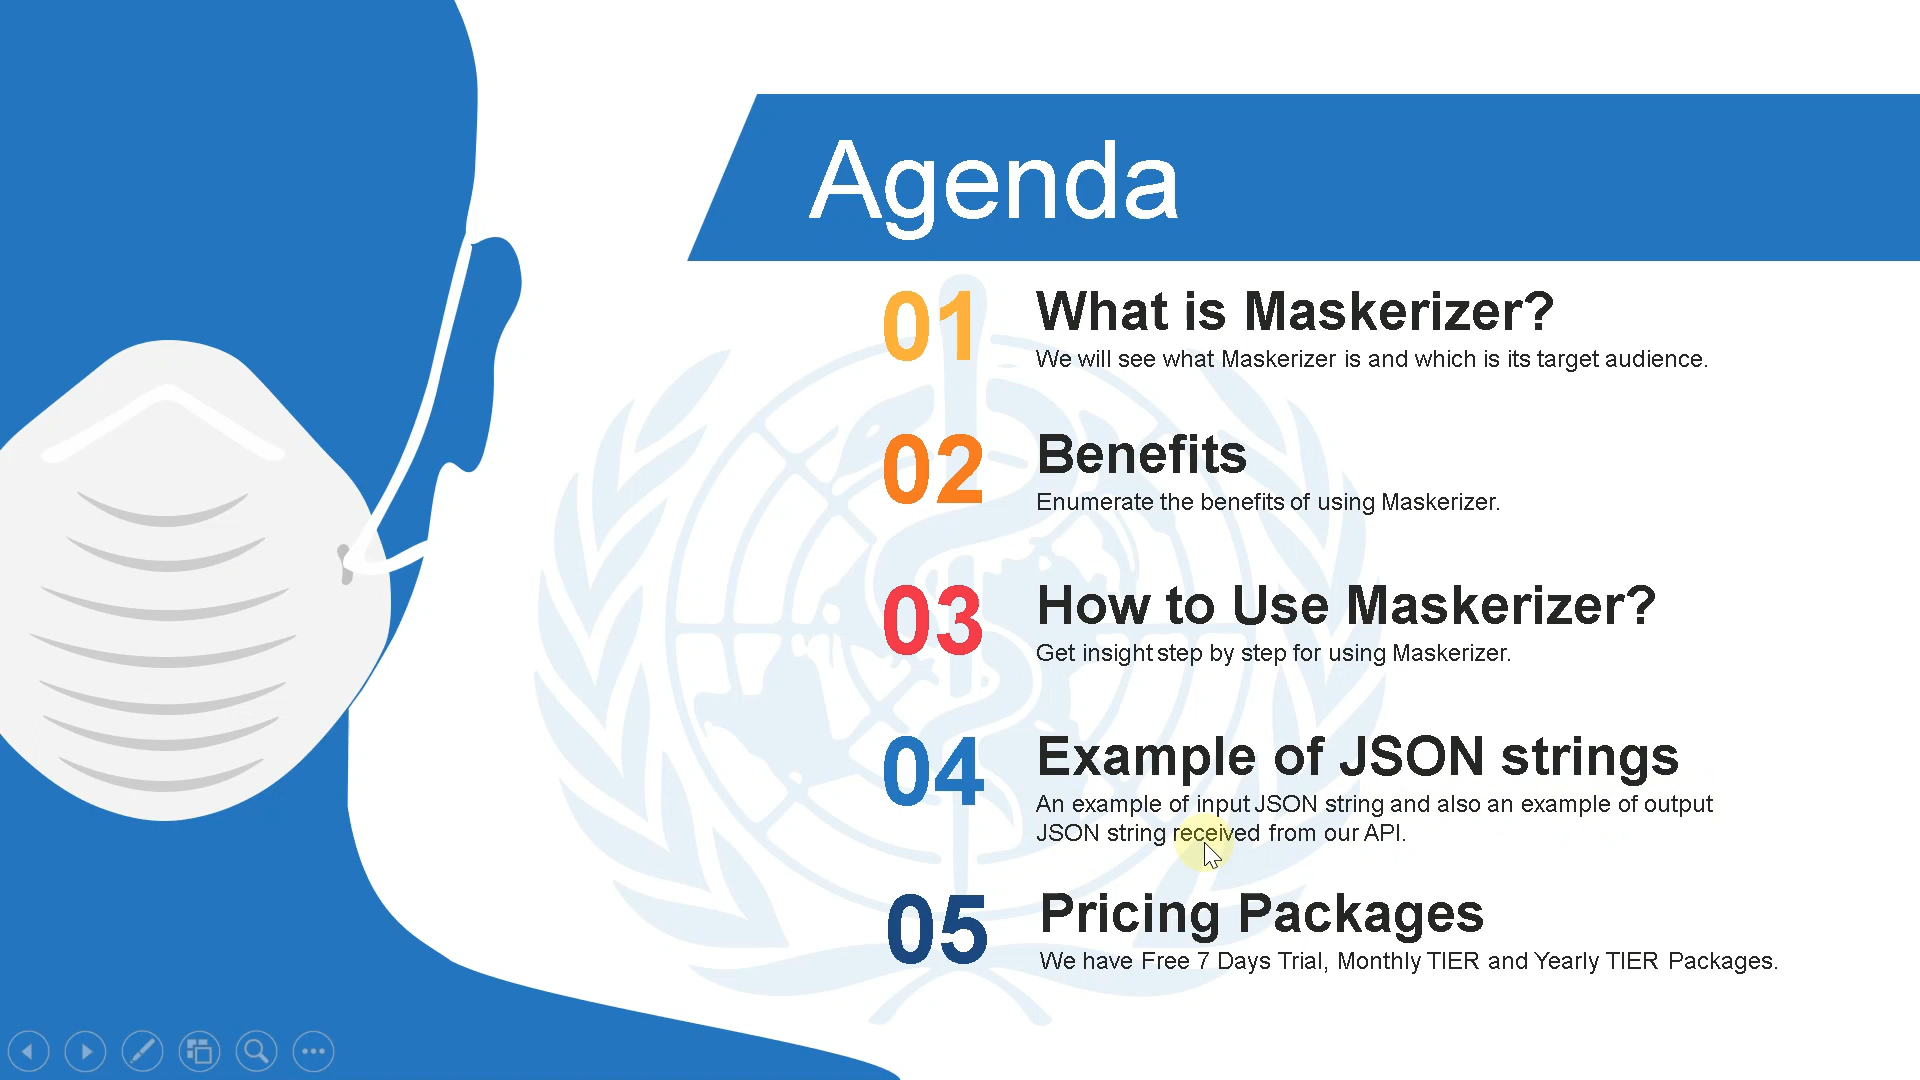 Agenda
01
What is Maskerizer?
We will see what Maskerizer is and which is its target audience.
02
Benefits
Enumerate the benefits of using Maskerizer.
03
How to Use Maskerizer?
Get insight step by step for using Maskerizer.
04
Example of JSON strings
An example of input JSON string and also an example of output
JSON string received from our API.
05
Pricing Packages
We have Free 7 Days Trial, Monthly TIER and Yearly TIER Packages.